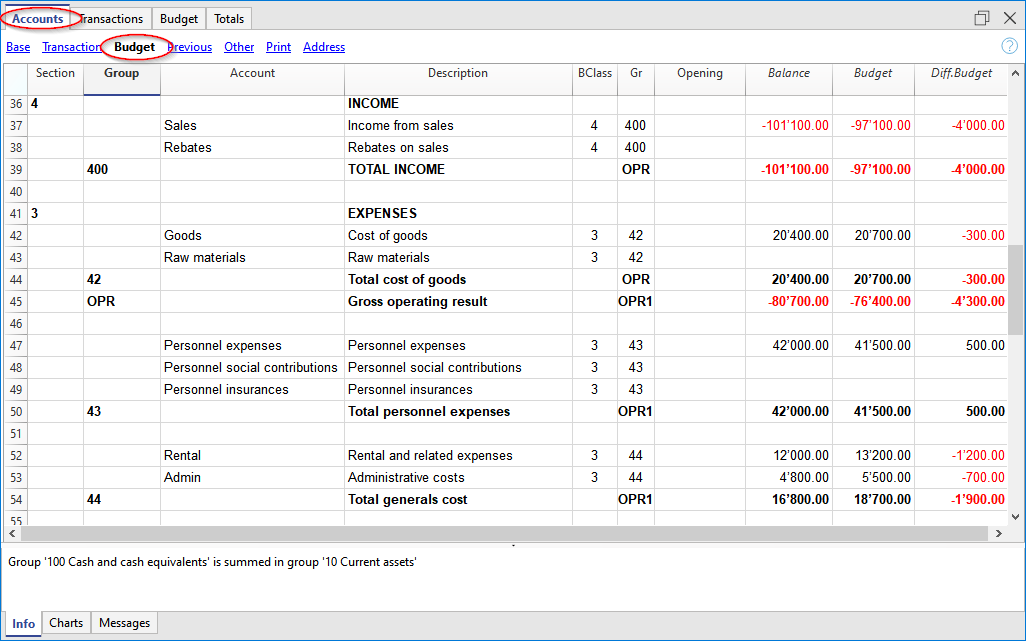 Accounts Transactions Budget Totals
Base Transaction Budget Previous Other Print Address ?
Section Group Account Description BClass Gr Opening Balance Budget Diff.Budget
36 4 INCOME
37 Sales Income from sales 4 400 -101'100.00 -97'100.00 -4'000.00
38 Rebates Rebates on sales 4 400
39 400 TOTAL INCOME OPR -101'100.00 -97'100.00 -4'000.00
40
41 3 EXPENSES
42 Goods Cost of goods 3 42 20'400.00 20'700.00 -300.00
43 Raw materials Raw materials 3 42
44 42 Total cost of goods OPR 20'400.00 20'700.00 -300.00
45 OPR Gross operating result OPR1 -80'700.00 -76'400.00 -4'300.00
46
47 Personnel expenses Personnel expenses 3 43 42'000.00 41'500.00 500.00
48 Personnel social contributions Personnel social contributions 3 43
49 Personnel insurances Personnel insurances 3 43
50 43 Total personnel expenses OPR1 42'000.00 41'500.00 500.00
51
52 Rental Rental and related expenses 3 44 12'000.00 13'200.00 -1'200.00
53 Admin Administrative costs 3 44 4'800.00 5'500.00 -700.00
54 44 Total generals cost OPR1 16'800.00 18'700.00 -1'900.00
55
Group '100 Cash and cash equivalents' is summed in group '10 Current assets'
Info Charts Messages